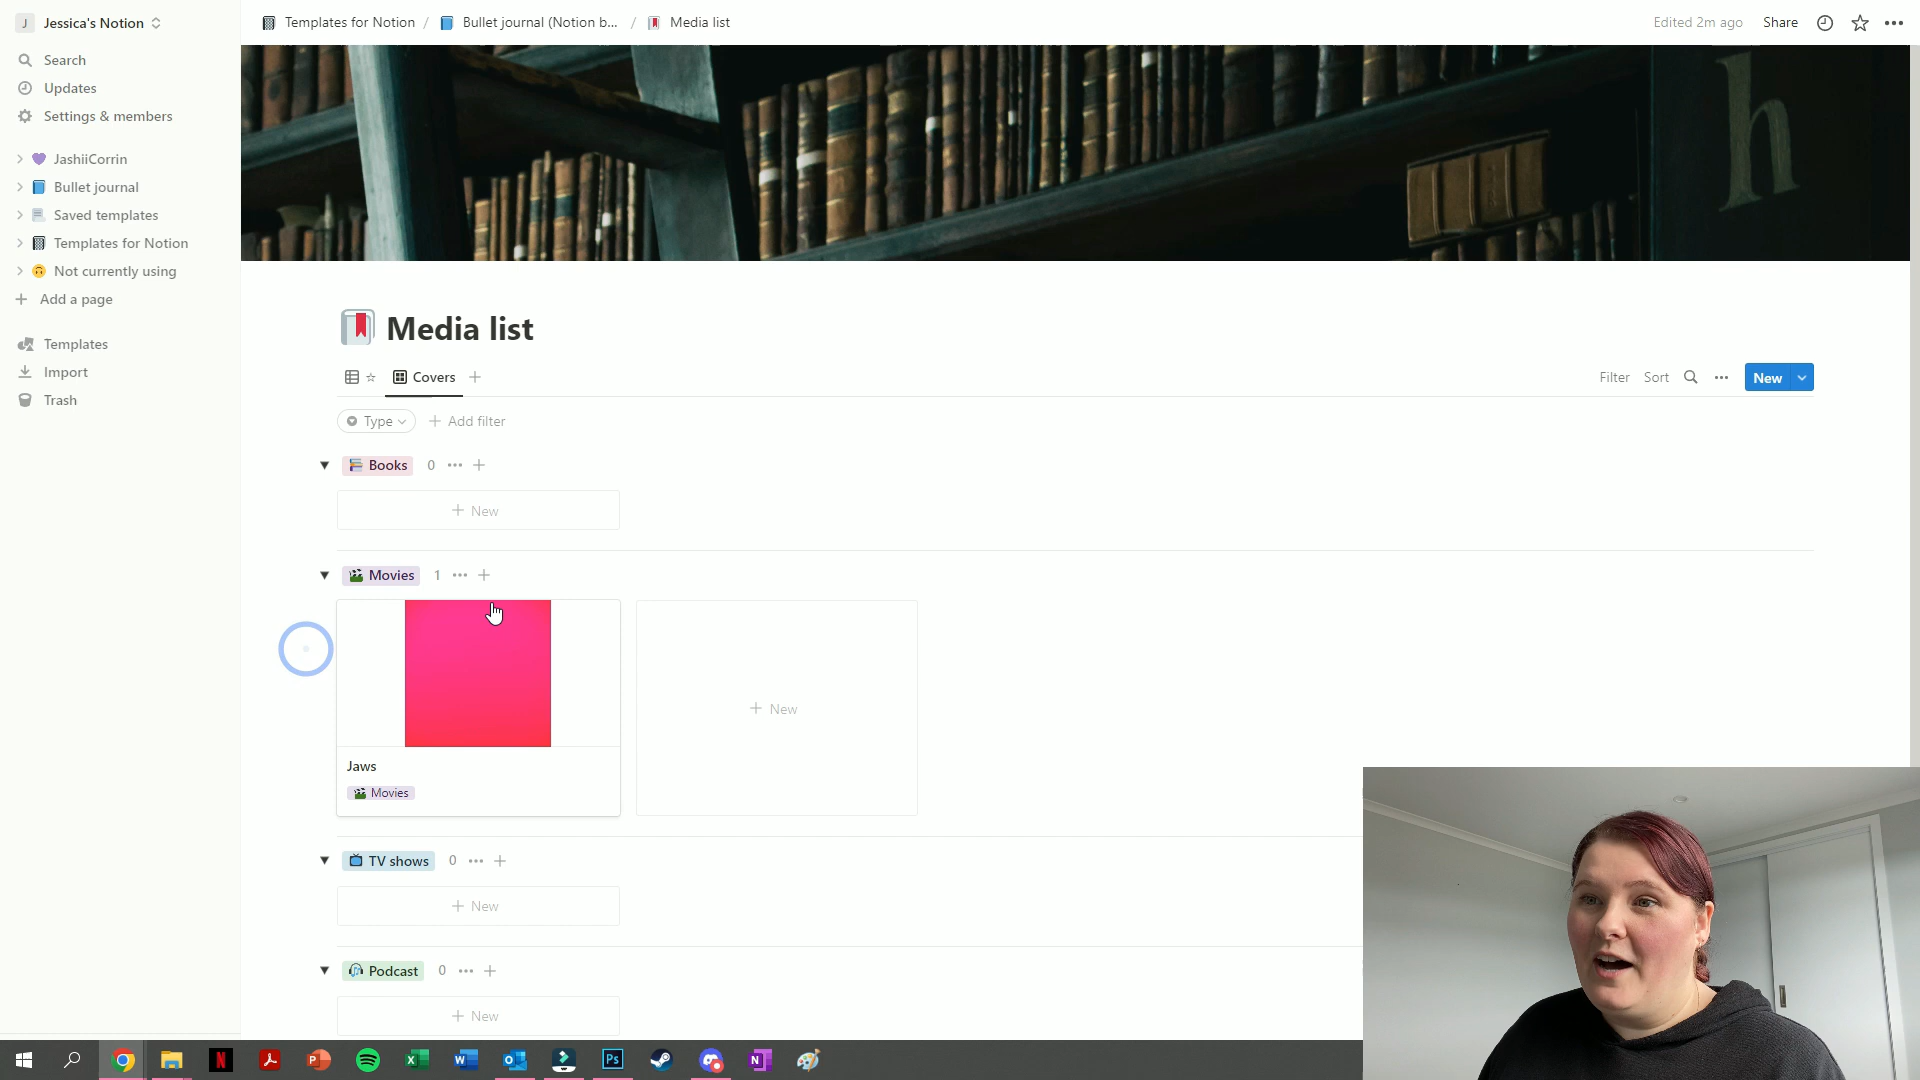 J Jessica's Notion
Templates for Notion / Bullet journal (Notion b... / Media list
Edited 2m ago Share
Search
Updates
Settings & members
JashiiCorrin
Bullet journal
Saved templates
Templates for Notion
Not currently using
Add a page
Templates
Import
Trash
h
Media list
Covers
Filter Sort New
Type Add filter
Books 0
New
Movies 1
New
Jaws
Movies
TV shows 0
New
Podcast 0
New
N P X W O Ps N